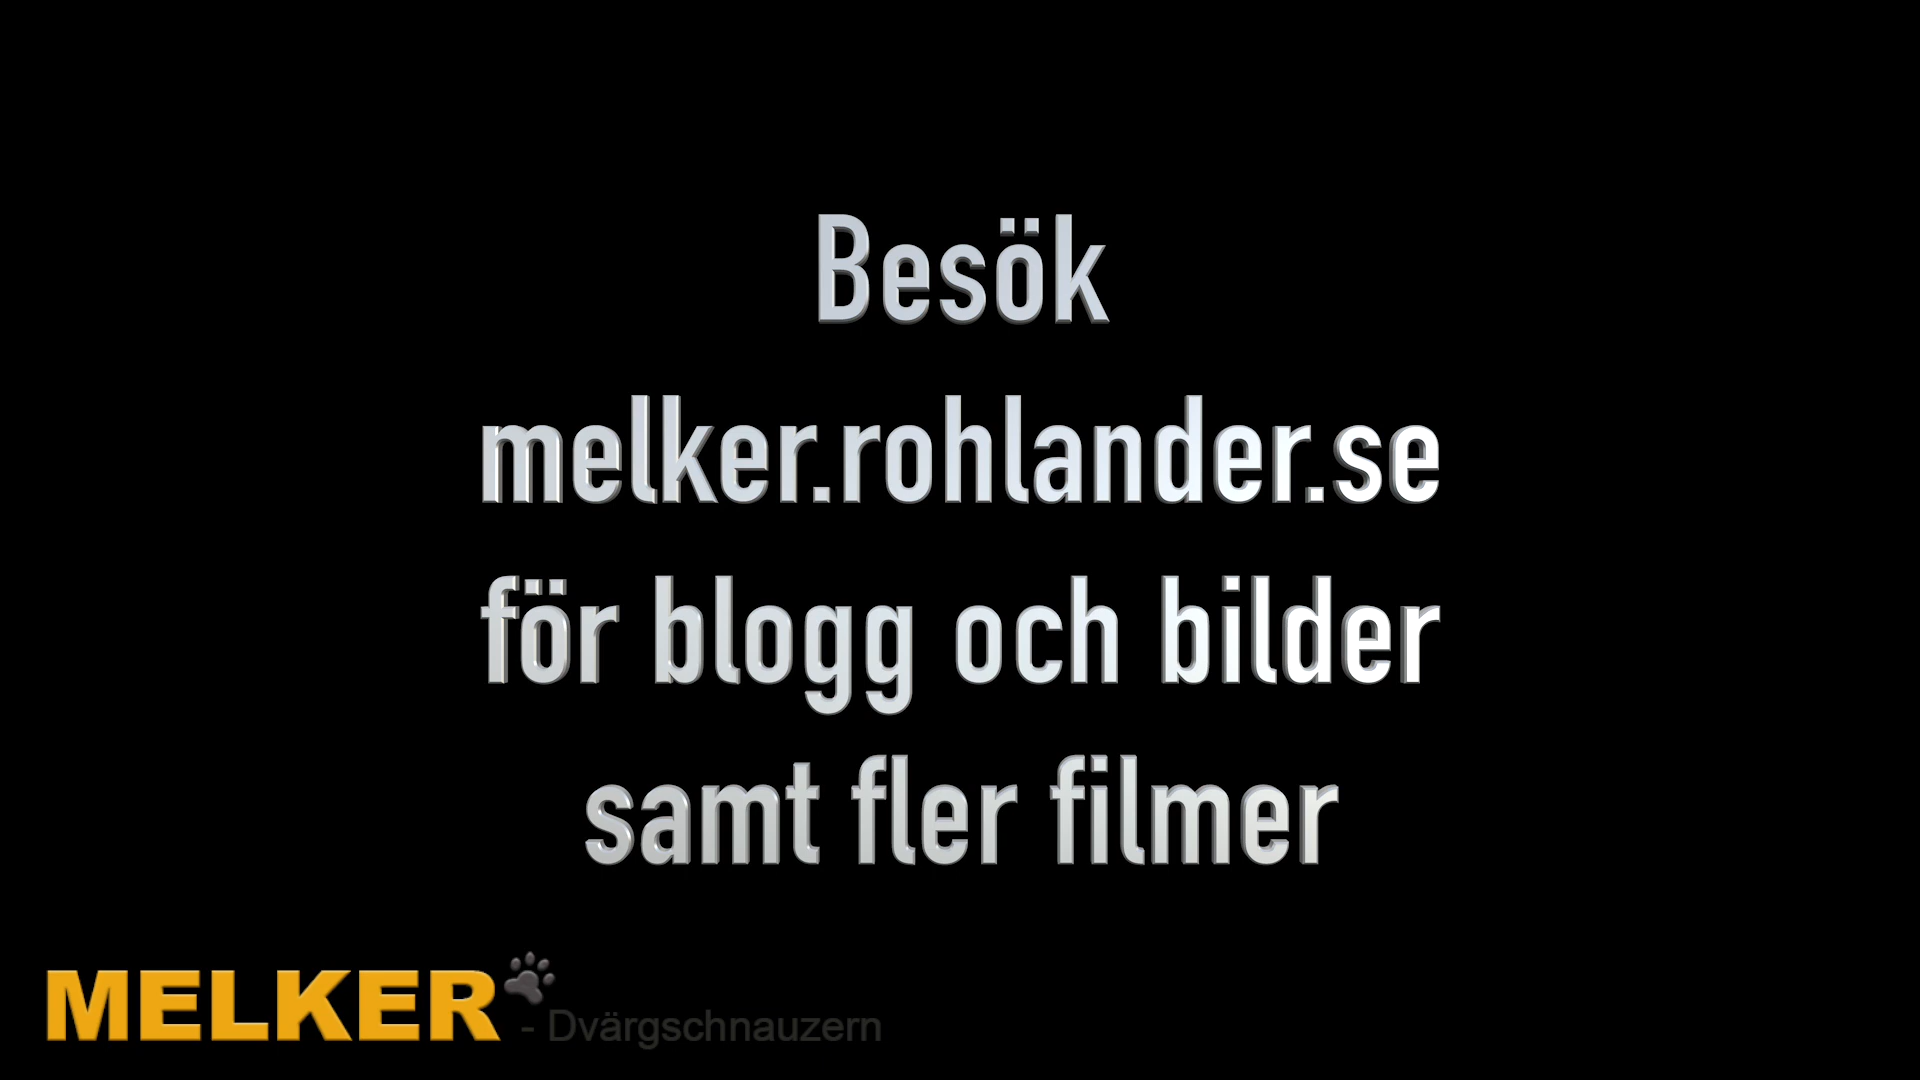 Besök
melker.rohlander.se
för blogg och bilder
samt fler filmer
MELKER - Dvärgschnauzern